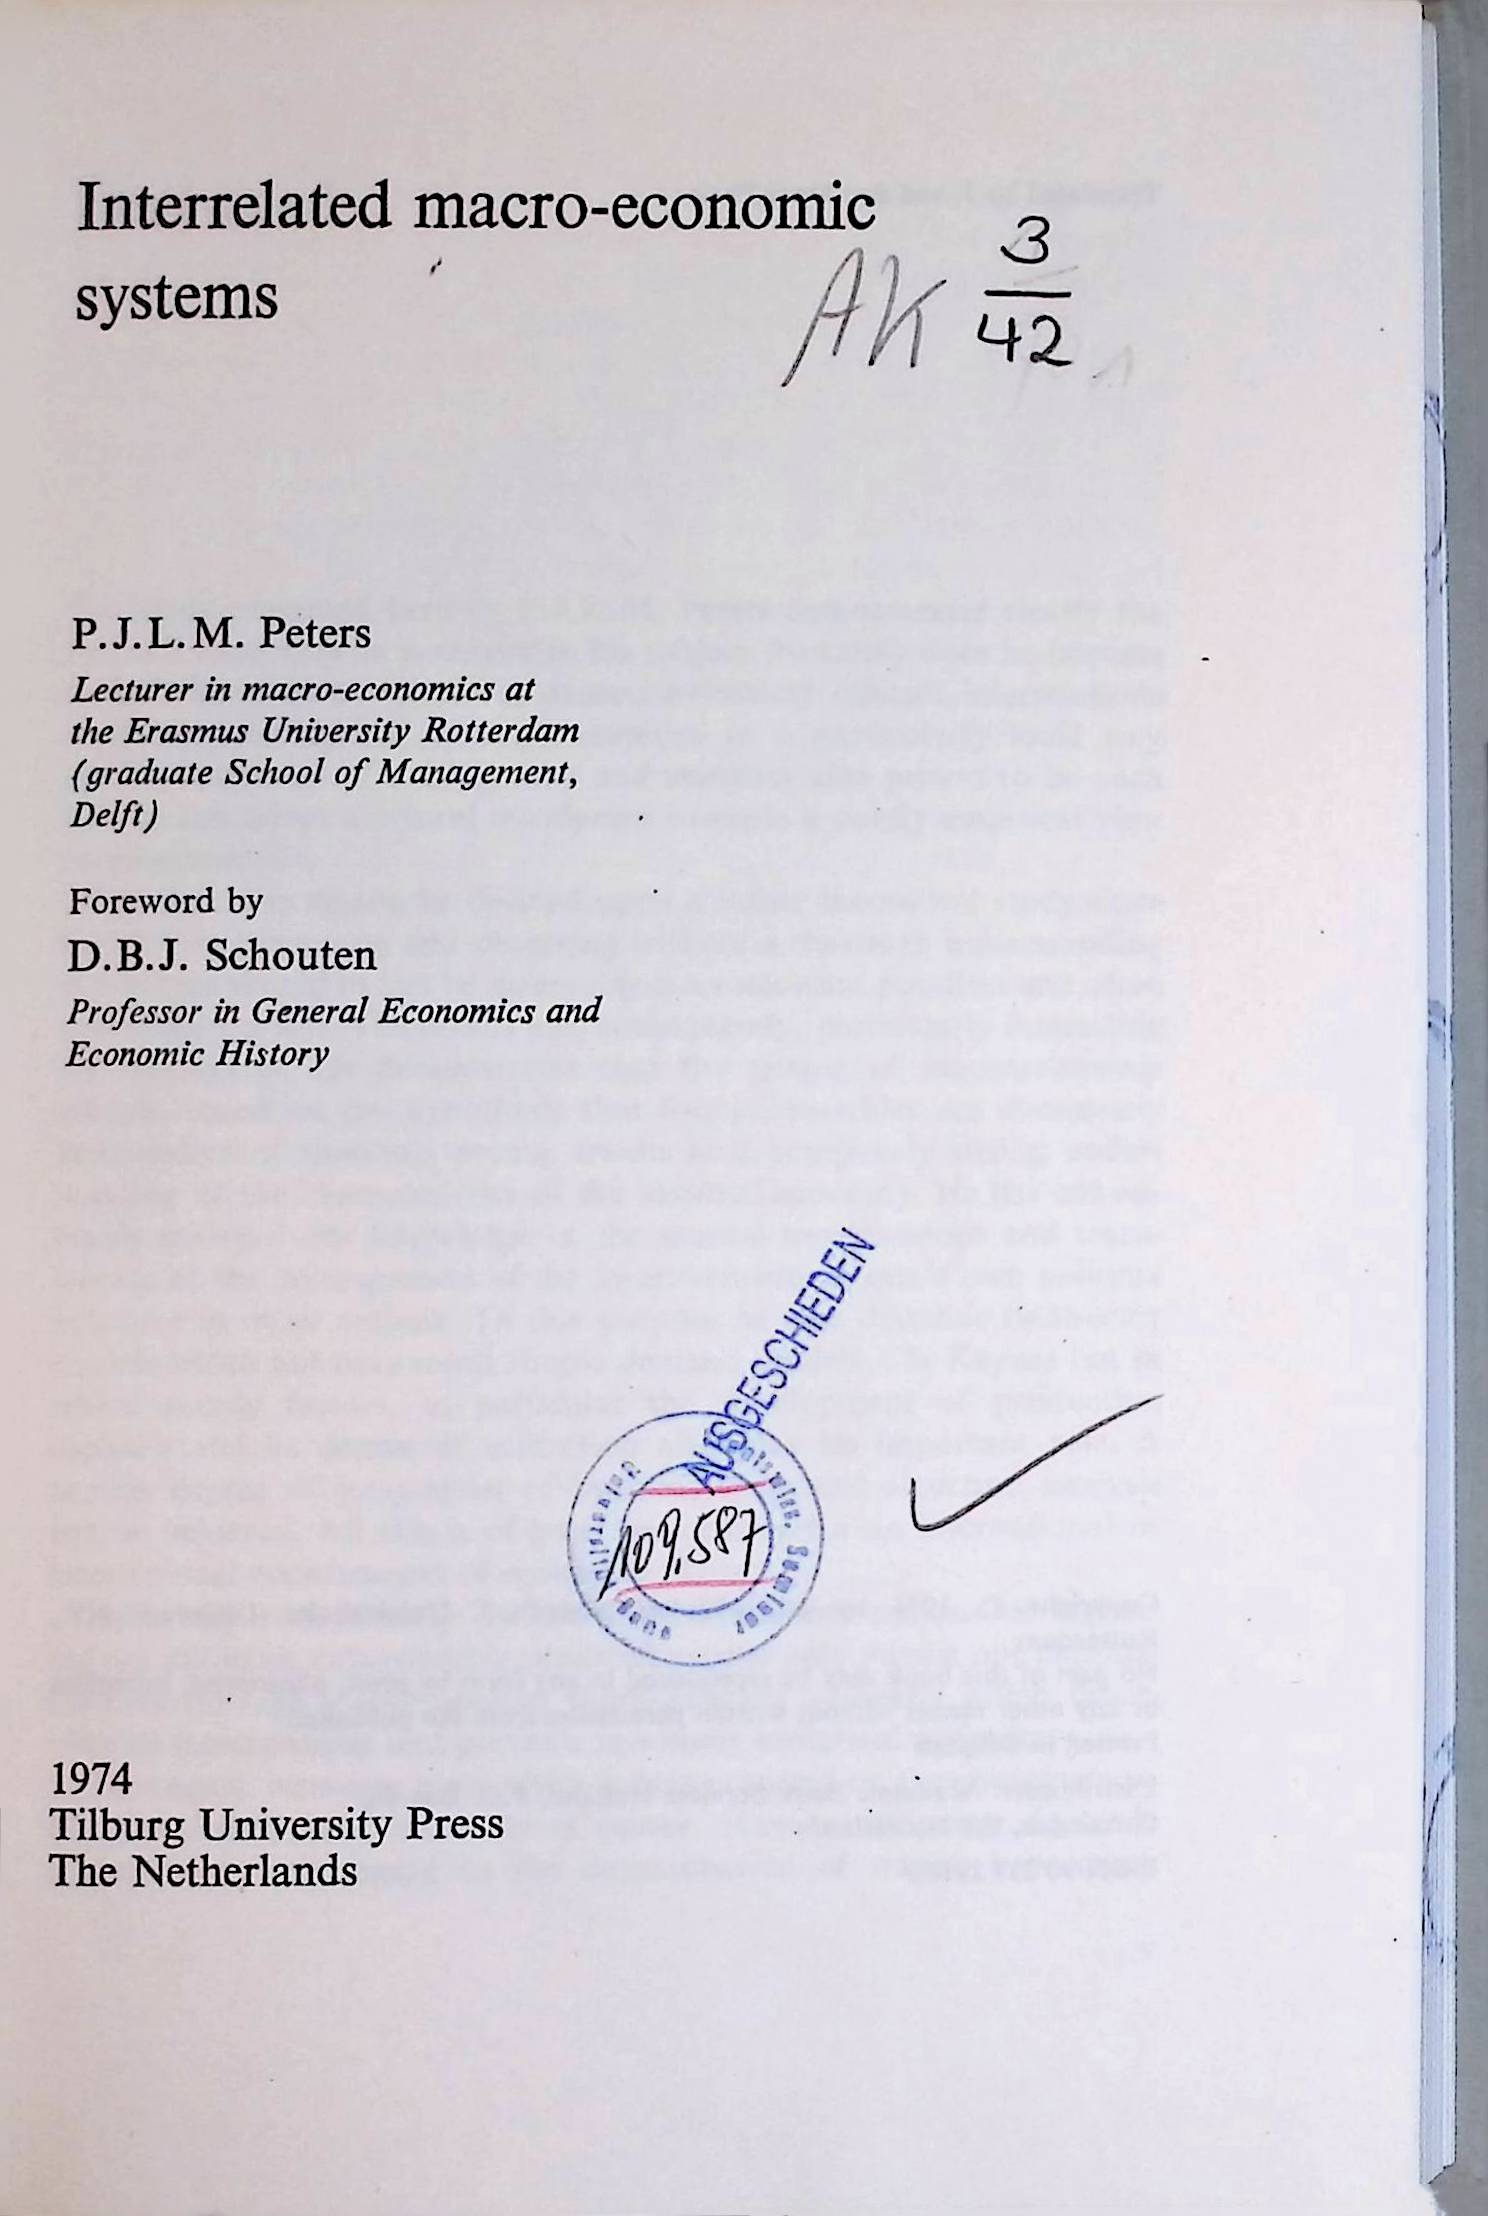 Interrelated macro-economic
systems
AK 3
42
P.J.L.M. Peters
Lecturer in macro-economics at
the Erasmus University Rotterdam
(graduate School of Management,
Delft)
Foreword by
D.B.J. Schouten
Professor in General Economics and
Economic History
AUSGESCHIEDEN
109.587
Seminar
1974
Tilburg University Press
The Netherlands